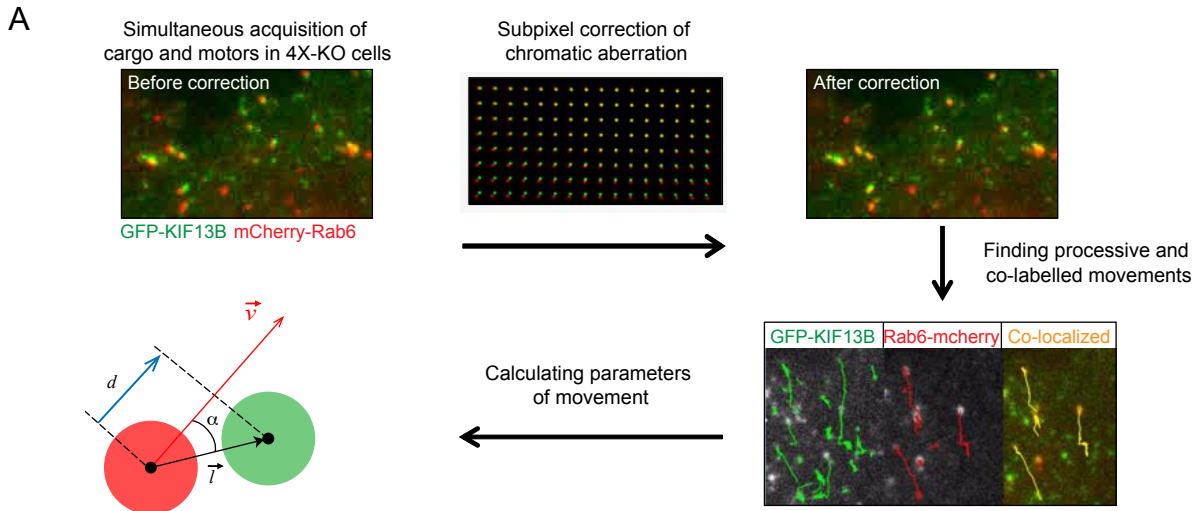 A
Simultaneous acquisition of
cargo and motors in 4X-KO cells
Before correction
GFP-KIF13B mCherry-Rab6
Subpixel correction of
chromatic aberration
After correction
Finding processive and
co-labelled movements
GFP-KIF13B Rab6-mcherry Co-localized
Calculating parameters
of movement
v
d
α
l